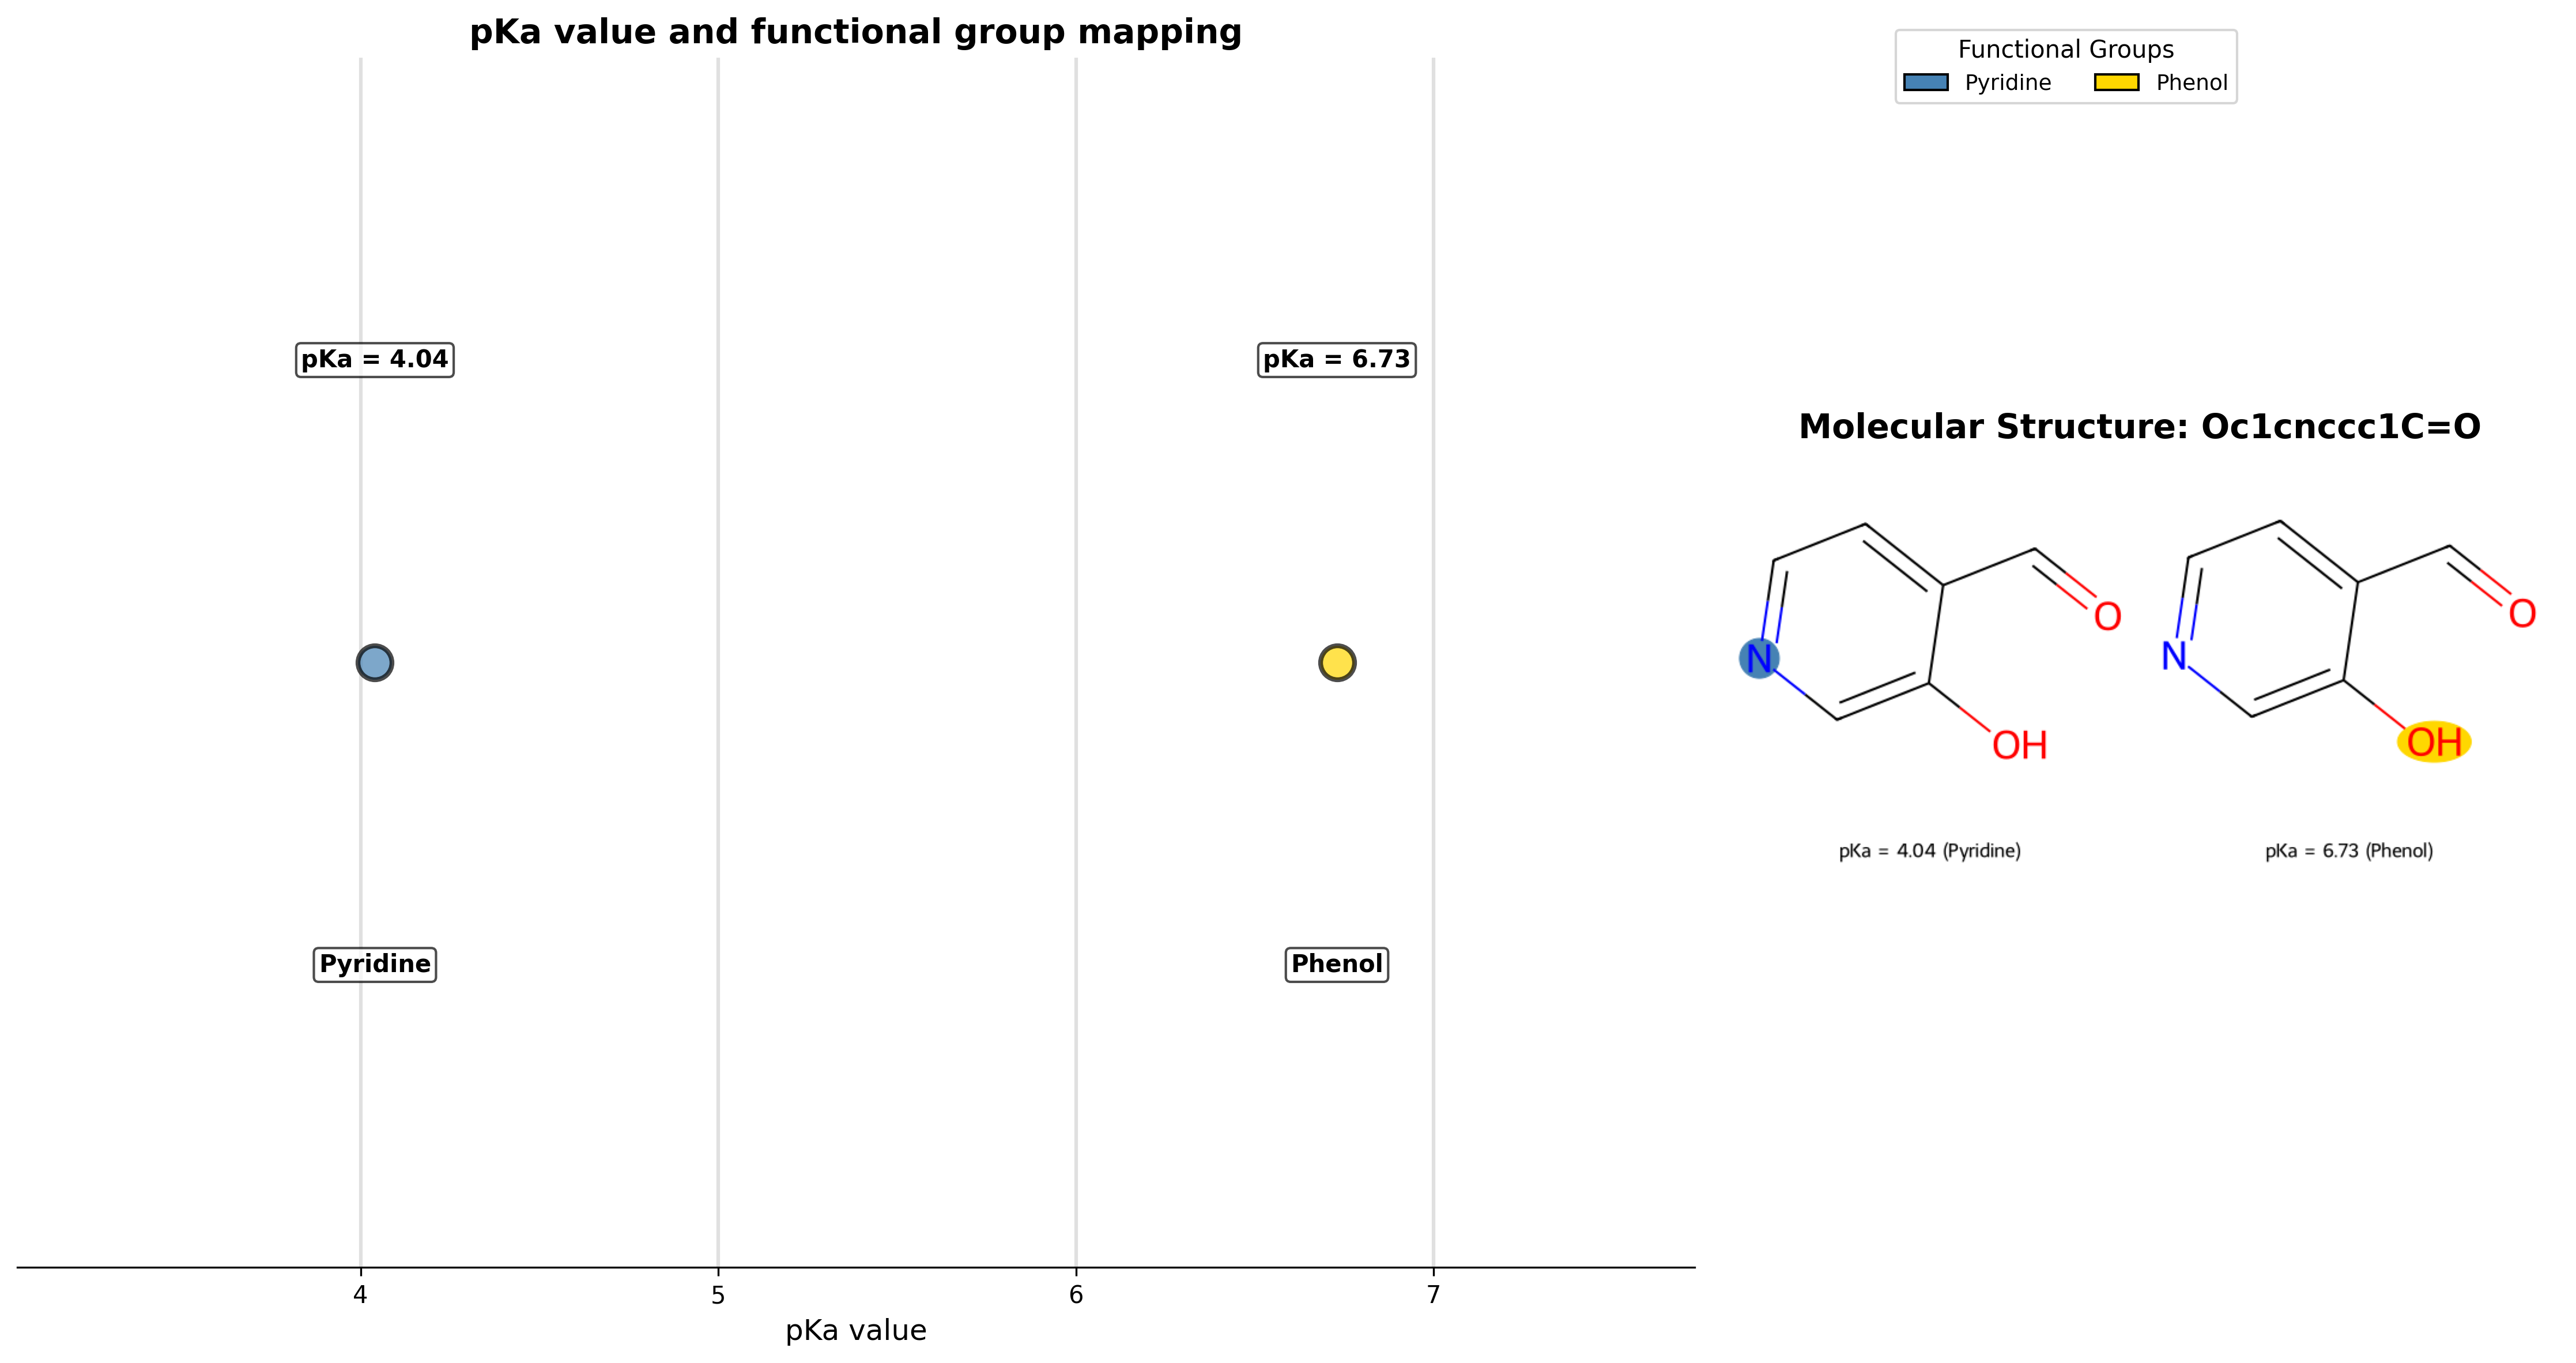 pKa value and functional group mapping
pKa = 4.04
pKa = 6.73
Pyridine
Phenol
4
5
6
7
pKa value
Functional Groups
Pyridine
Phenol
Molecular Structure: Oc1cnccc1C=O
N
O
OH
pKa = 4.04 (Pyridine)
N
O
OH
pKa = 6.73 (Phenol)